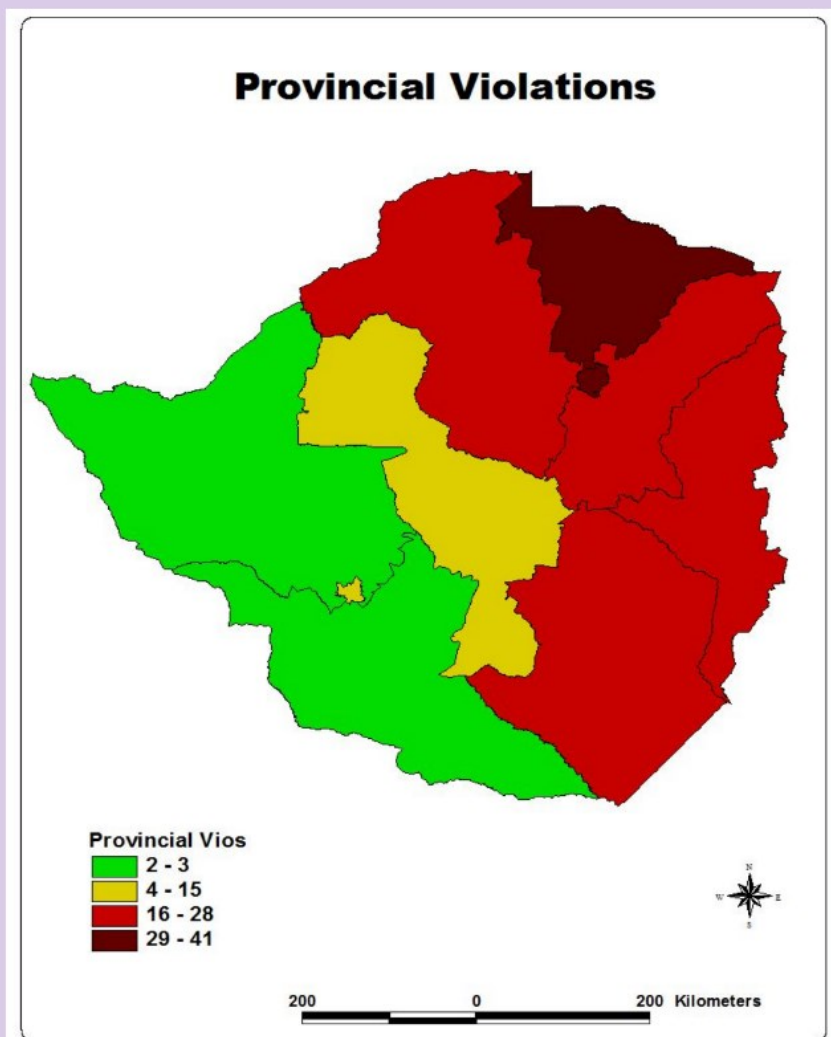 Provincial Violations
Provincial Vios
2 - 3
4 - 15
16 - 28
29 - 41
N
W E
S
200 0 200 Kilometers